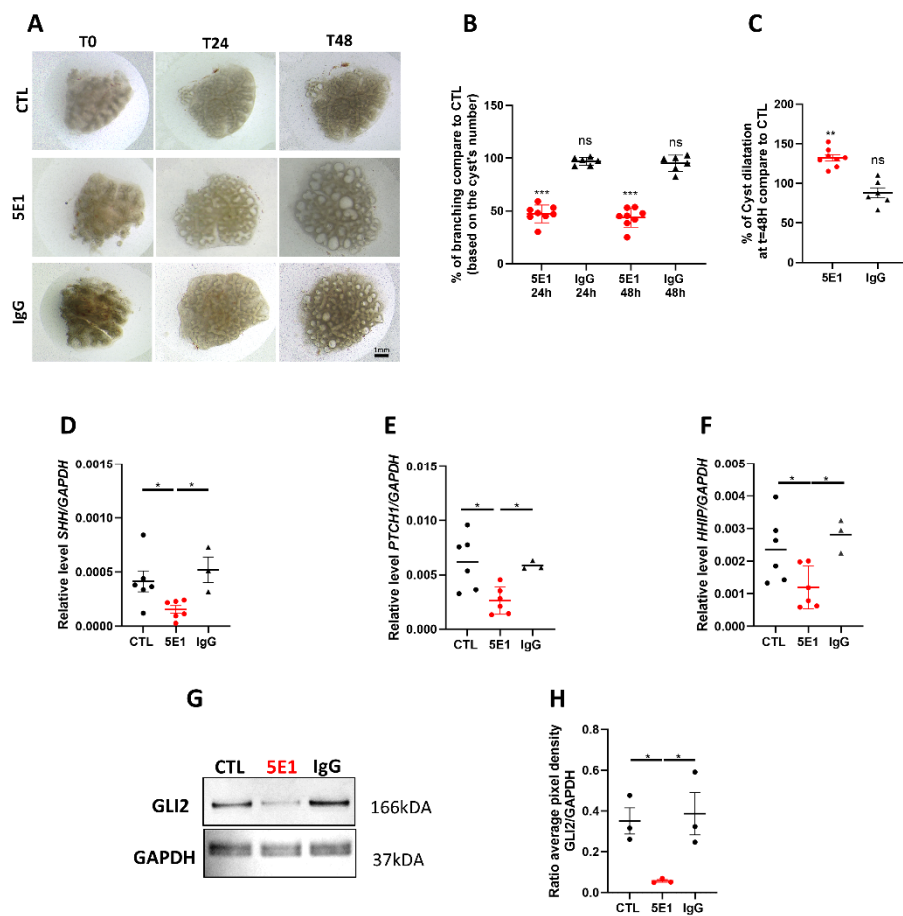 A
T0
T24
T48
CTL
5E1
IgG
1mm
B
% of branching compare to CTL
(based on the cyst's number)
150
100
50
0
***
ns
***
ns
5E1
24h
IgG
24h
5E1
48h
IgG
48h
C
% of Cyst dilatation
at t=48H compare to CTL
200
150
100
50
0
**
ns
5E1
IgG
D
Relative level SHH/GAPDH
0.0015
0.0010
0.0005
0.0000
*
*
CTL
5E1
IgG
E
Relative level PTCH1/GAPDH
0.015
0.010
0.005
0.000
*
*
CTL
5E1
IgG
F
Relative level HHIP/GAPDH
0.005
0.004
0.003
0.002
0.001
0.000
*
*
CTL
5E1
IgG
G
CTL
5E1
IgG
GLI2
166kDA
GAPDH
37kDA
H
Ratio average pixel density
GLI2/GAPDH
0.8
0.6
0.4
0.2
0.0
*
*
CTL
5E1
IgG